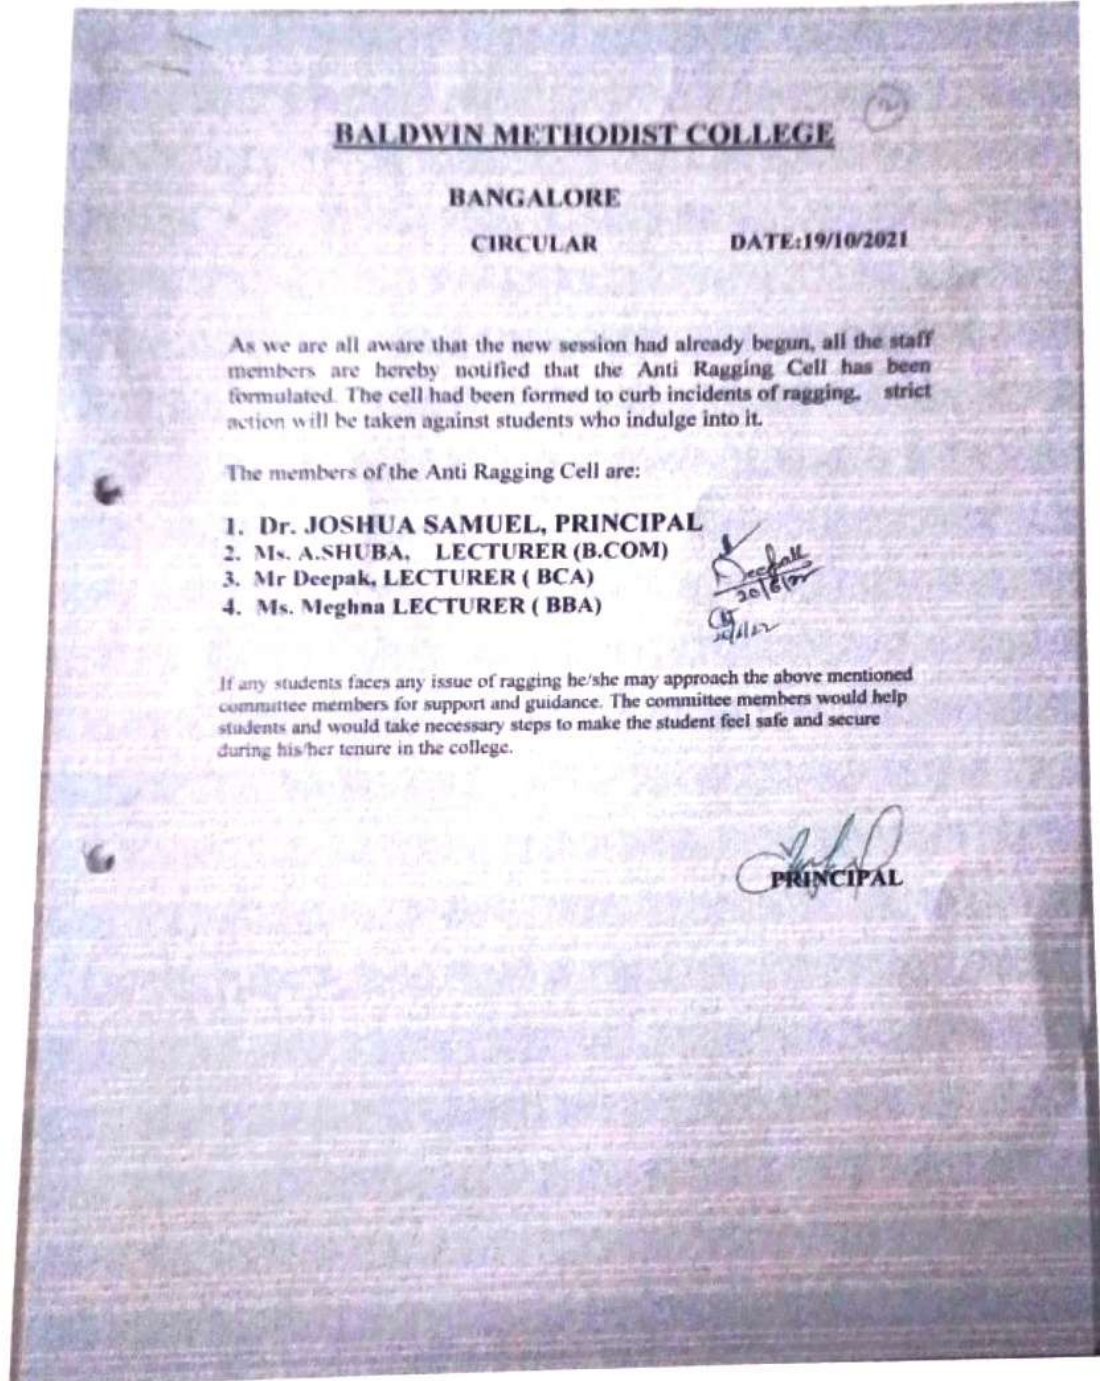 2
BALDWIN METHODIST COLLEGE
BANGALORE
CIRCULAR DATE:19/10/2021
As we are all aware that the new session had already begun, all the staff
members are hereby notified that the Anti Ragging Cell has been
formulated. The cell had been formed to curb incidents of ragging, strict
action will be taken against students who indulge into it.
The members of the Anti Ragging Cell are:
1. Dr. JOSHUA SAMUEL, PRINCIPAL
2. Ms. A.SHUBA, LECTURER (B.COM)
3. Mr Deepak, LECTURER ( BCA)
4. Ms. Meghna LECTURER ( BBA)
Deepak
20/6/22
If any students faces any issue of ragging he/she may approach the above mentioned
committee members for support and guidance. The committee members would help
students and would take necessary steps to make the student feel safe and secure
during his/her tenure in the college.
PRINCIPAL